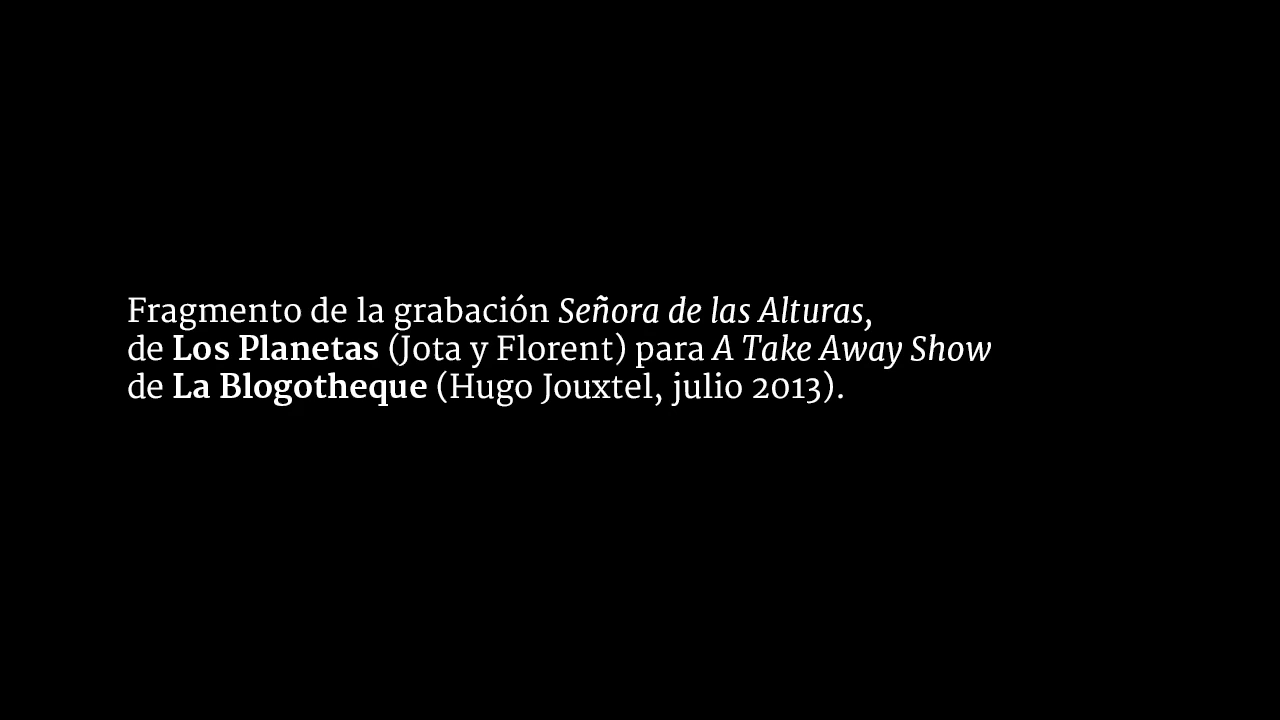 Fragmento de la grabación Señora de las Alturas,
de Los Planetas (Jota y Florent) para A Take Away Show
de La Blogotheque (Hugo Jouxtel, julio 2013).